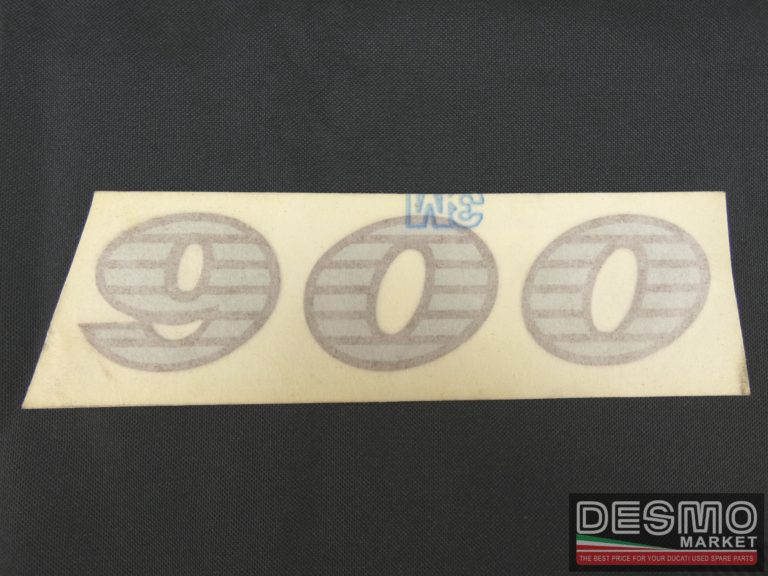 3M
900
DESMO
MARKET
THE BEST PRICE FOR YOUR DUCATI USED SPARE PARTS